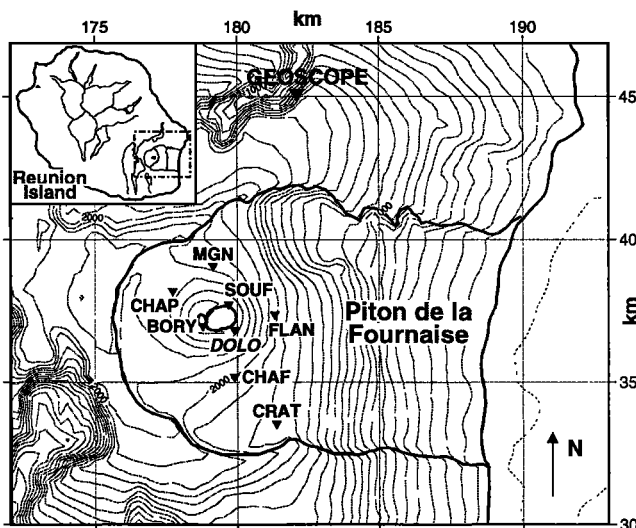 km
175 180 185 190
GEOSCOPE
45
Reunion
Island
2000
40
MGN
SOUF
CHAP
BORY
FLAN
DOLO
Piton de la
Fournaise
km
35
2000 CHAF
CRAT
N
30